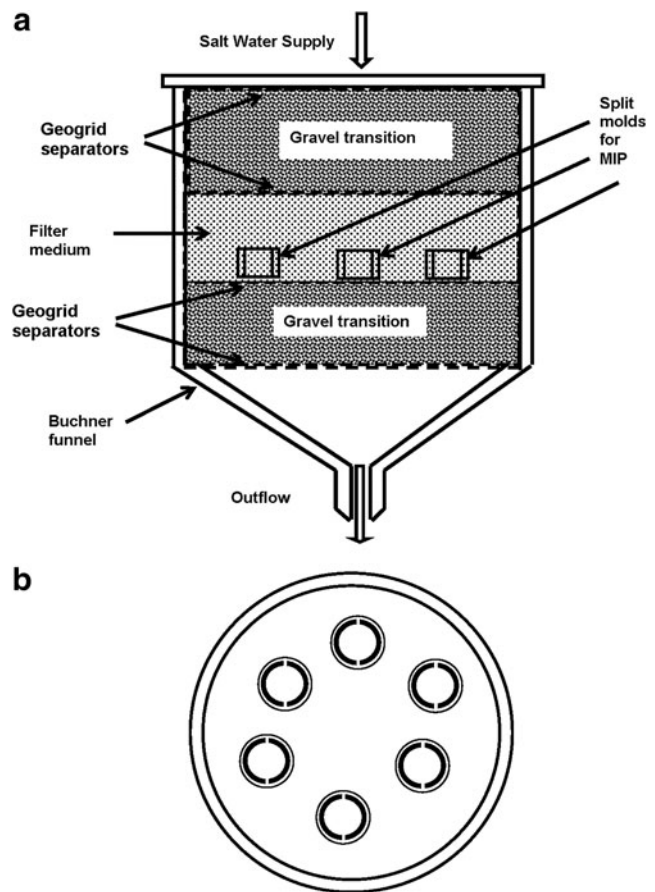 a
Salt Water Supply
Geogrid
separators
Gravel transition
Split
molds
for
MIP
Filter
medium
Geogrid
separators
Gravel transition
Buchner
funnel
Outflow
b